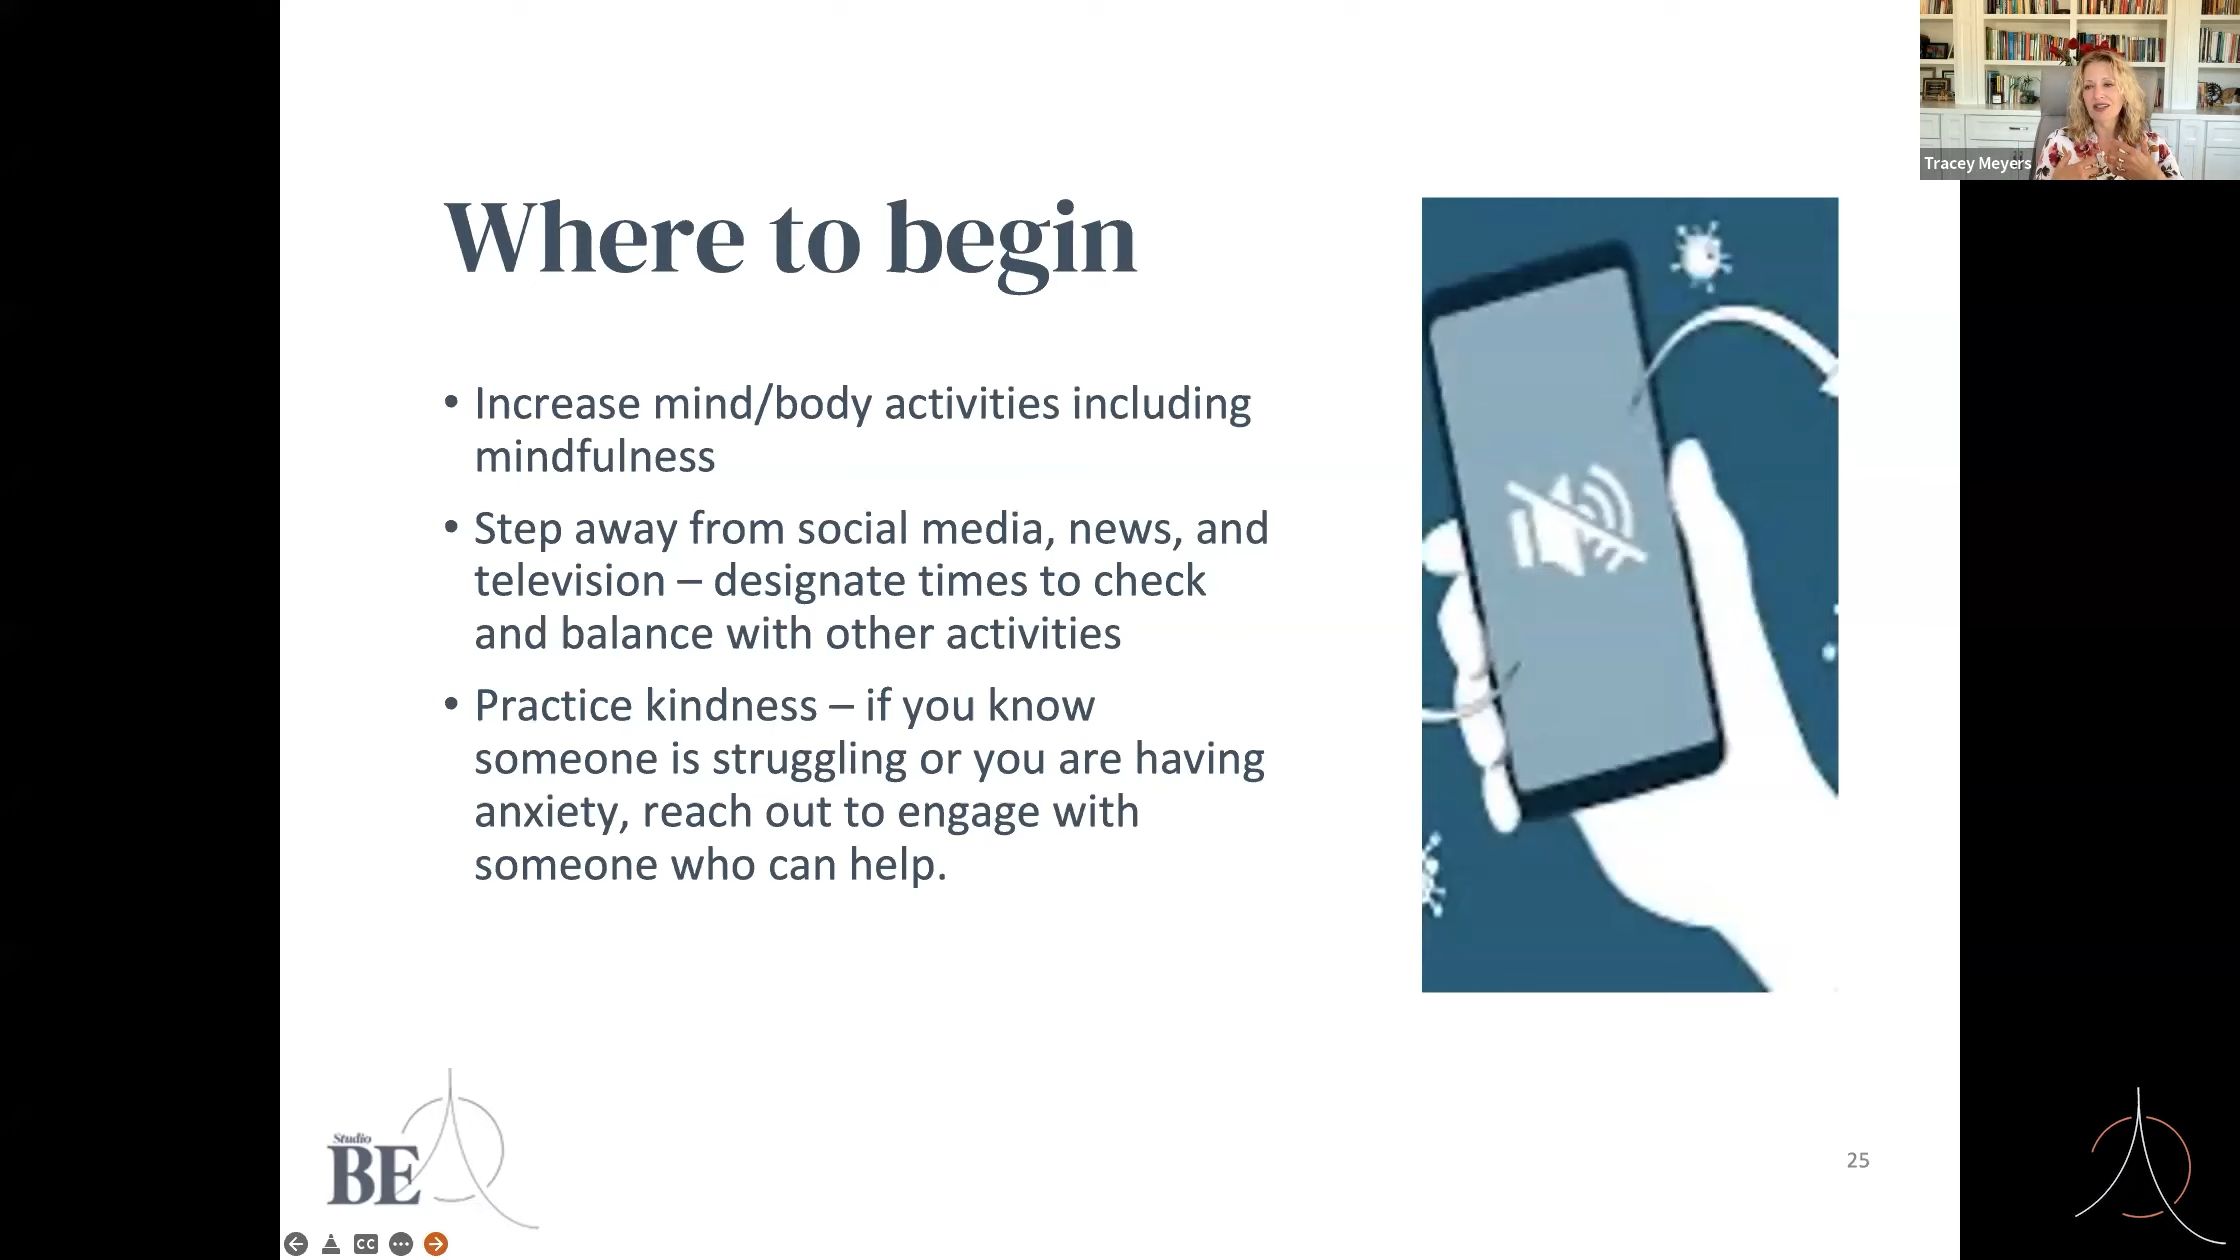 Tracey Meyers
Where to begin
• Increase mind/body activities including
mindfulness
• Step away from social media, news, and
television – designate times to check
and balance with other activities
• Practice kindness – if you know
someone is struggling or you are having
anxiety, reach out to engage with
someone who can help.
Studio
BE
25
CC